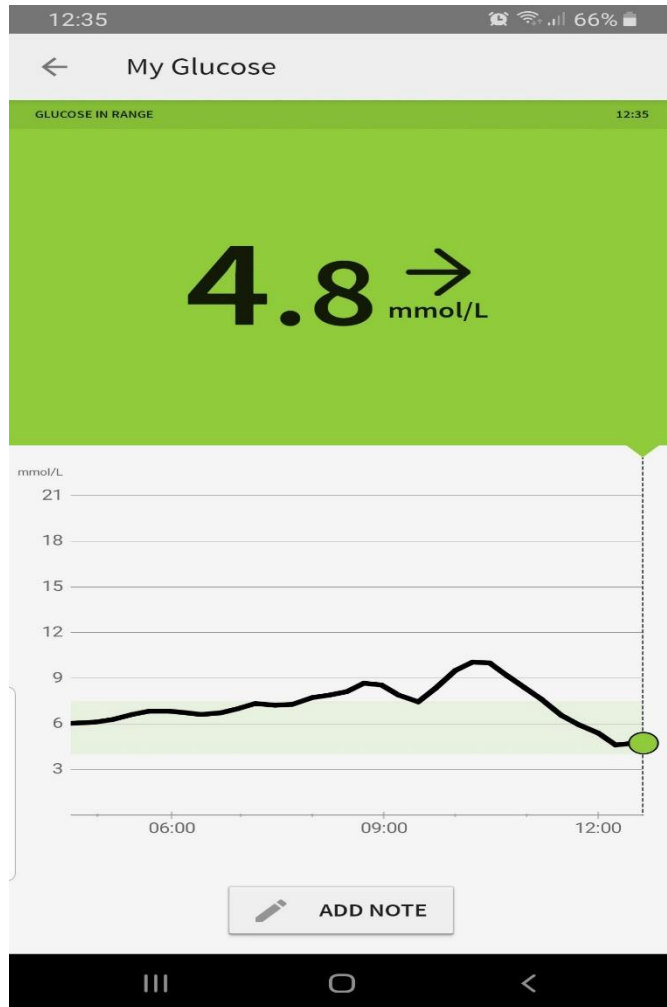 12:35 66%
My Glucose
GLUCOSE IN RANGE 12:35
4.8 mmol/L
mmol/L
21
18
15
12
9
6
3
06:00 09:00 12:00
ADD NOTE